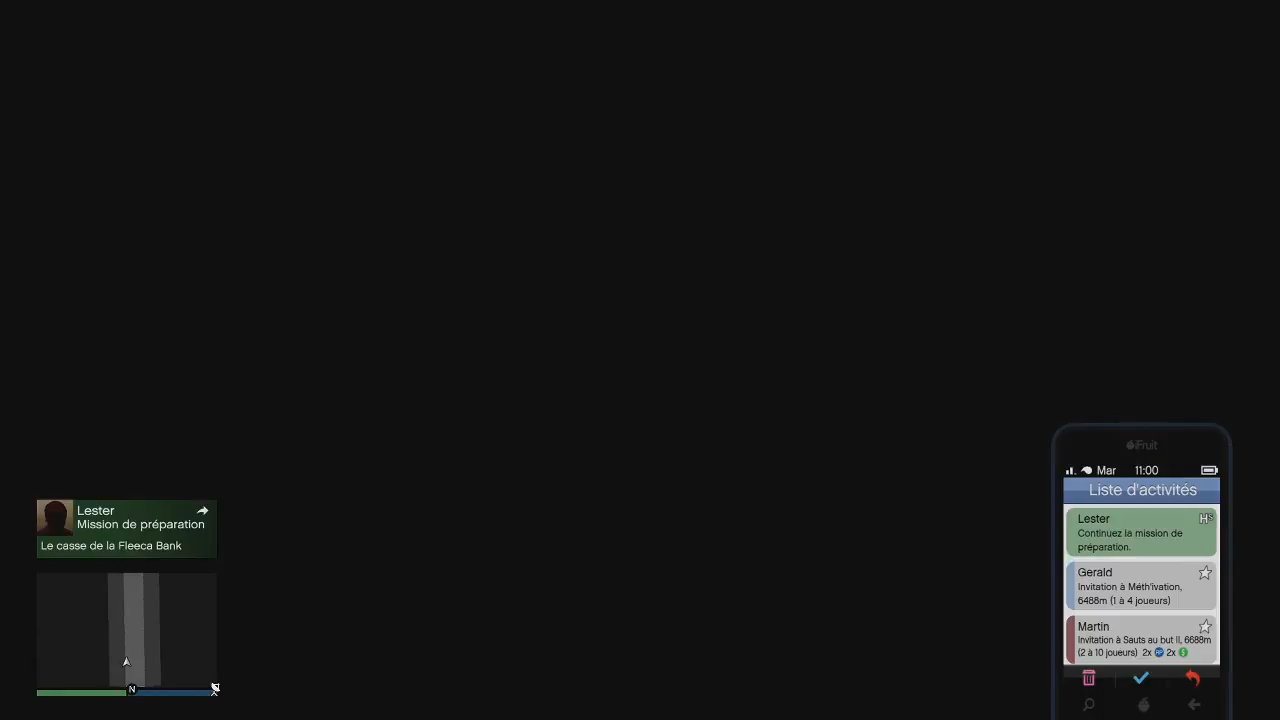 iFruit
Mar 11:00
Liste d'activités
Lester
Continuez la mission de
préparation.
Gerald
Invitation à Méth'ivation,
6488m (1 à 4 joueurs)
Martin
Invitation à Sauts au but II, 6688m
(2 à 10 joueurs) 2x RP 2x $
Lester
Mission de préparation
Le casse de la Fleeca Bank
N